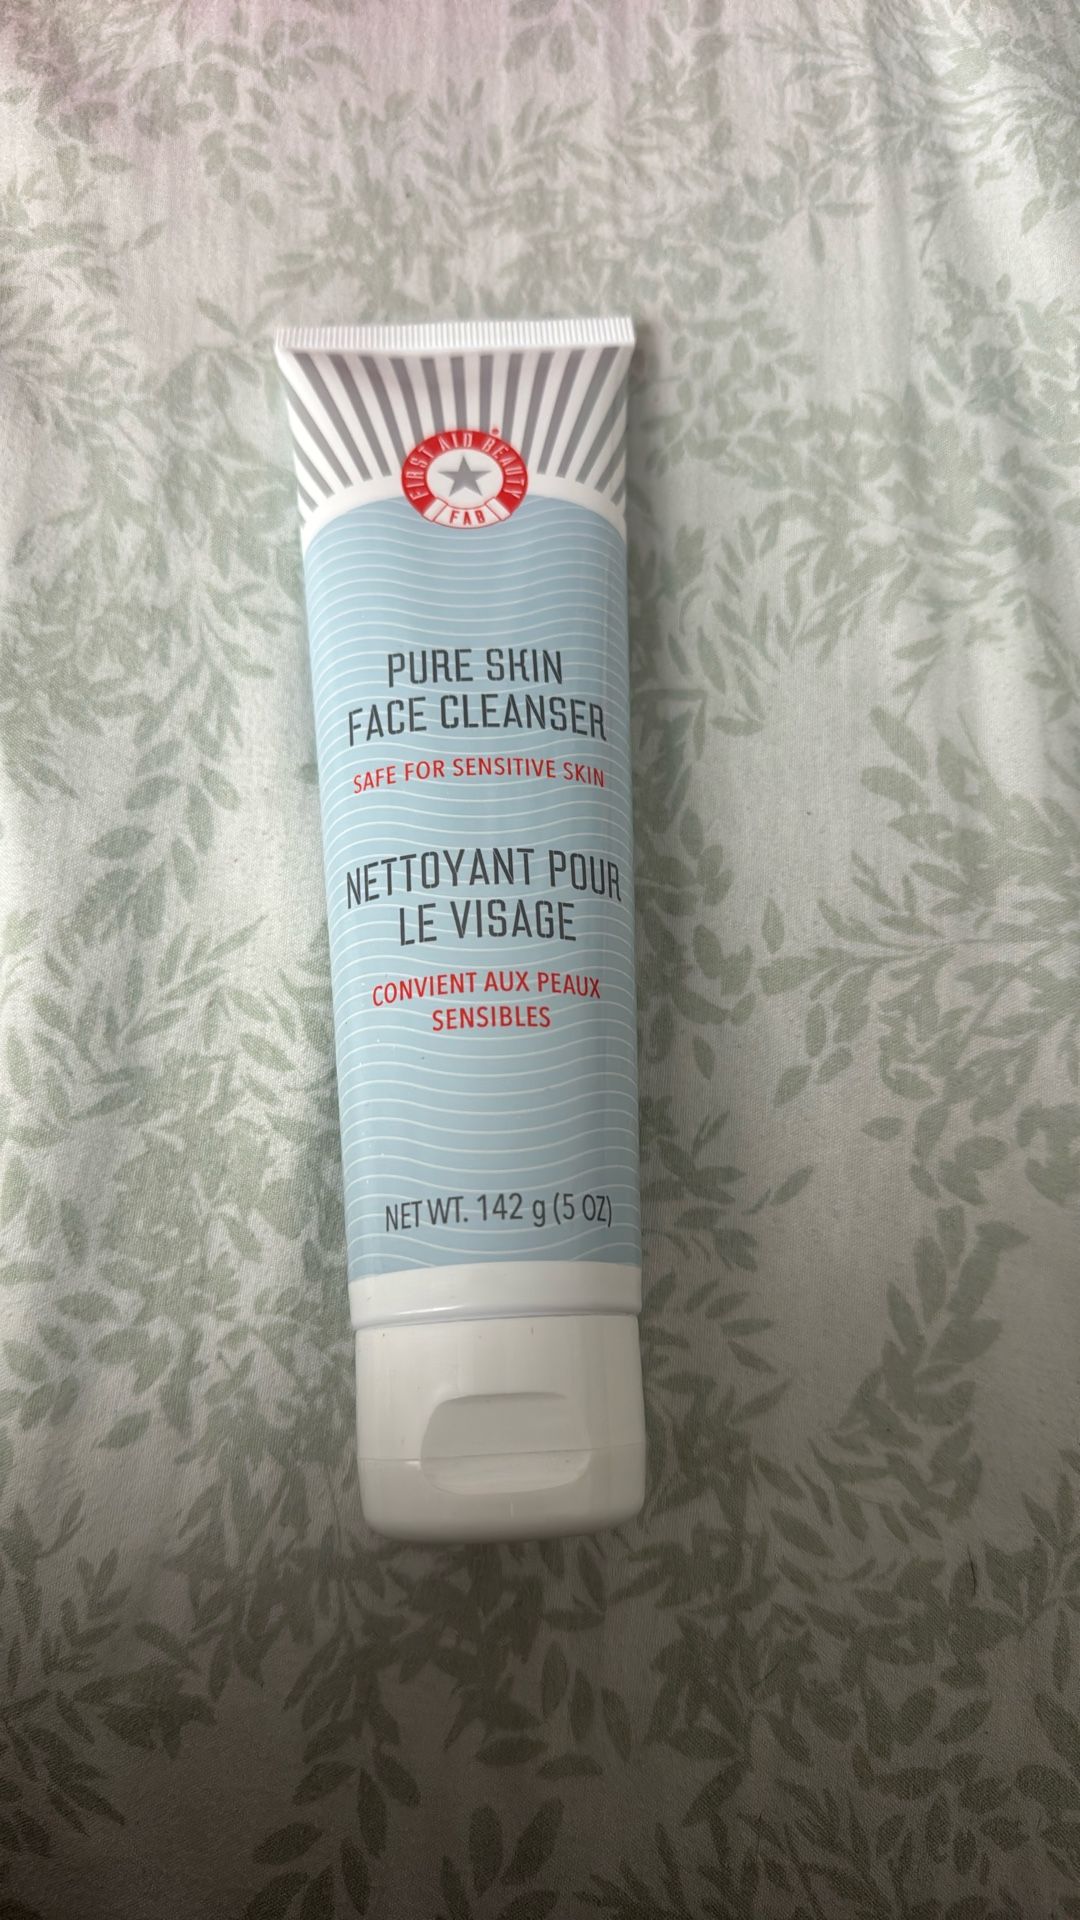 FIRST AID BEAUTY®
FAB
PURE SKIN
FACE CLEANSER
SAFE FOR SENSITIVE SKIN
NETTOYANT POUR
LE VISAGE
CONVIENT AUX PEAUX
SENSIBLES
NET WT. 142 g (5 OZ)